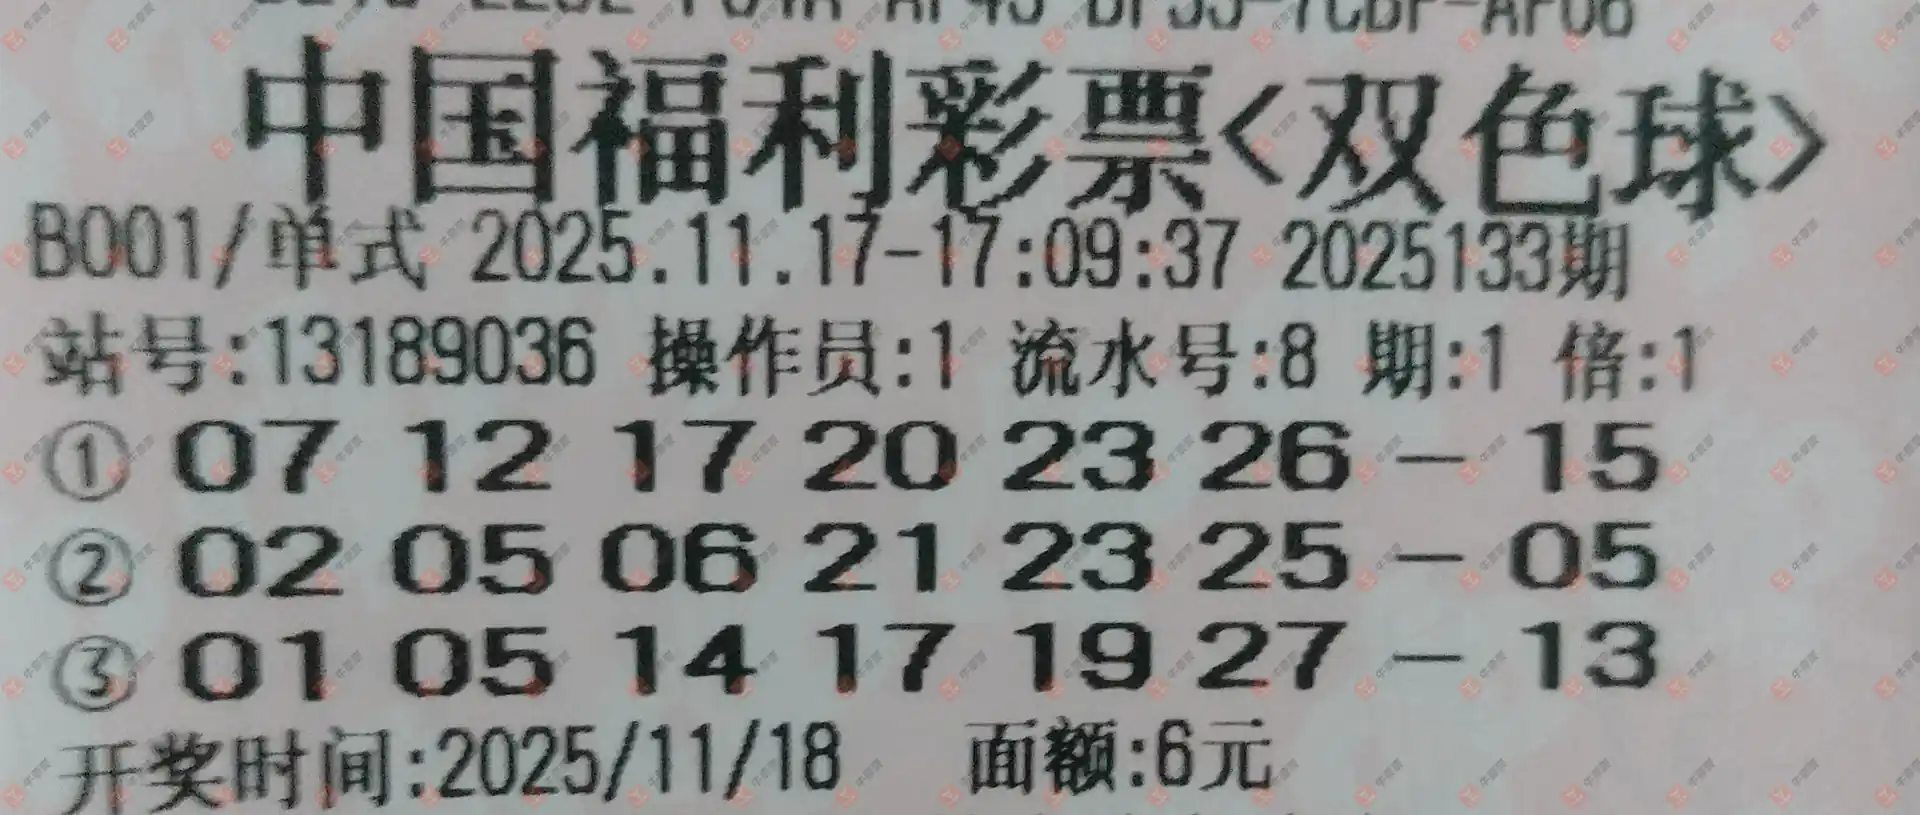 中国福利彩票<双色球>
B001/单式 2025.11.17-17:09:37 2025133期
站号:13189036 操作员:1 流水号:8 期:1 倍:1
① 07 12 17 20 23 26 — 15
② 02 05 06 21 23 25 — 05
③ 01 05 14 17 19 27 — 13
开奖时间:2025/11/18 面额:6元